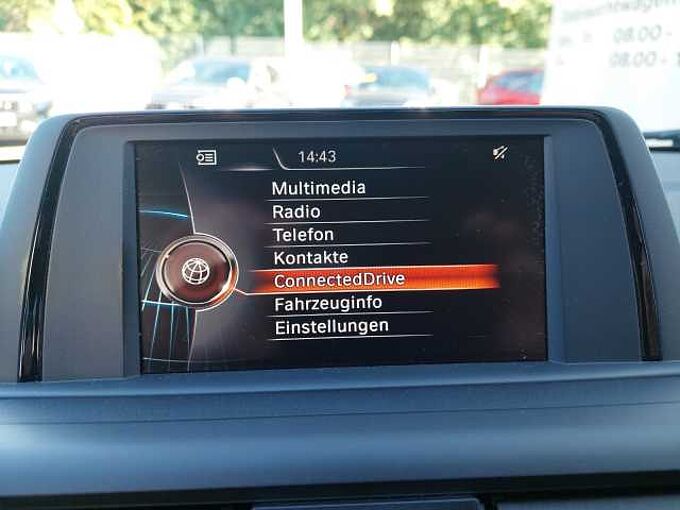 08.00 -
08.00 -
14:43
Multimedia
Radio
Telefon
Kontakte
ConnectedDrive
Fahrzeuginfo
Einstellungen